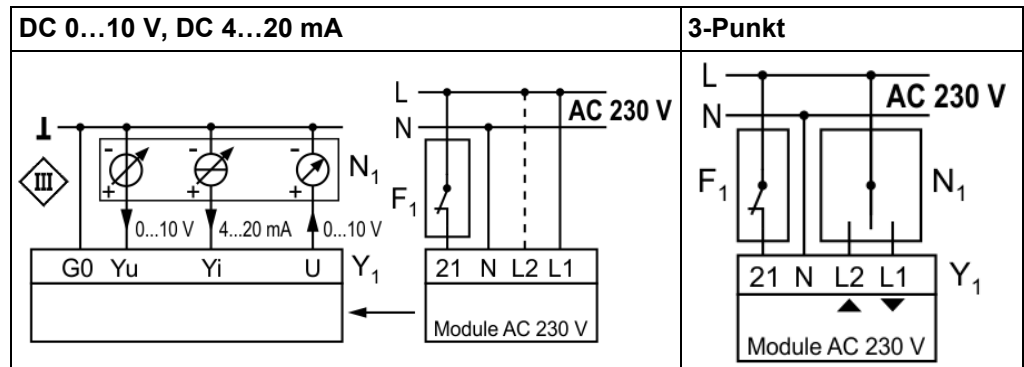 DC 0…10 V, DC 4…20 mA
3-Punkt
⊥
III
- - -
+ + +
N1
0...10 V 4...20 mA 0...10 V
G0 Yu Yi U Y1
L
N
AC 230 V
F1
21 N L2 L1
Module AC 230 V
L
N
AC 230 V
F1
N1
21 N L2 L1
Y1
▲ ▼
Module AC 230 V